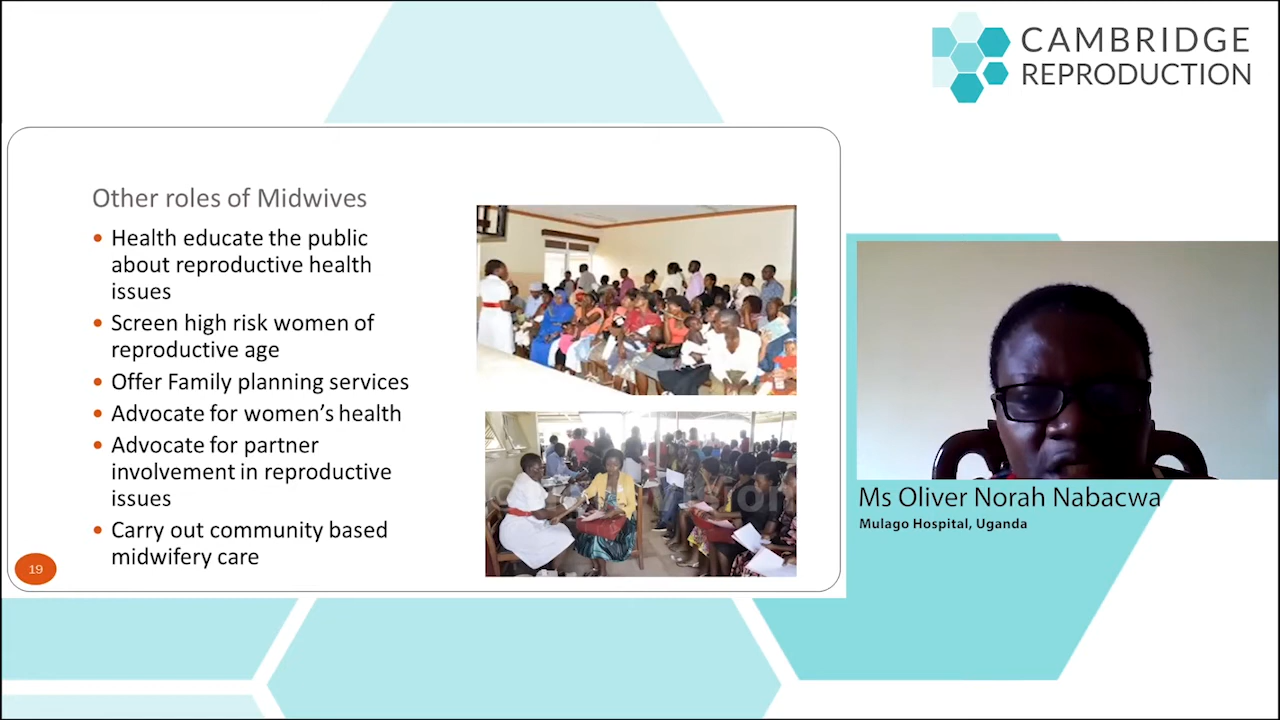 CAMBRIDGE
REPRODUCTION
Other roles of Midwives
• Health educate the public
about reproductive health
issues
• Screen high risk women of
reproductive age
• Offer Family planning services
• Advocate for women's health
• Advocate for partner
involvement in reproductive
issues
• Carry out community based
midwifery care
19
Ms Oliver Norah Nabacwa
Mulago Hospital, Uganda